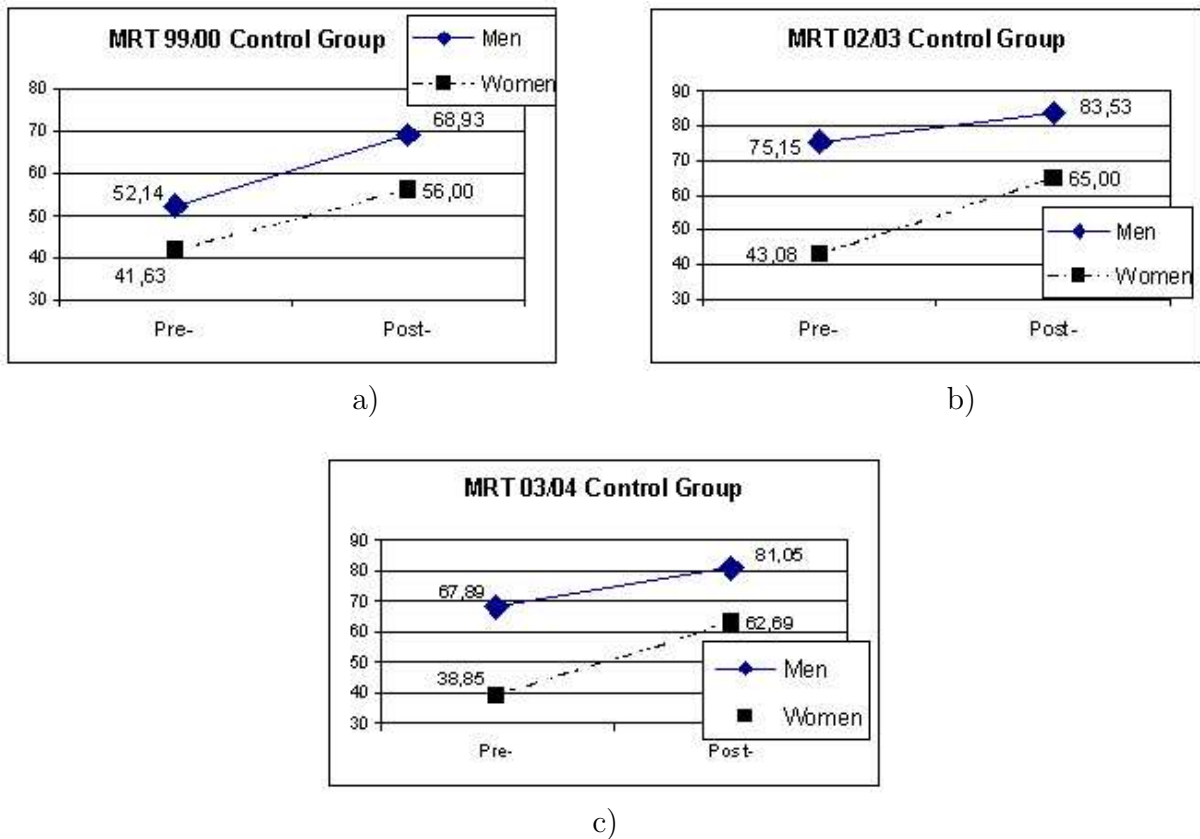 MRT 99/00 Control Group
Men
Women
80
70
60
50
40
30
52,14
68,93
41,63
56,00
Pre-
Post-
a)
MRT 02/03 Control Group
90
80
70
60
50
40
30
75,15
83,53
43,08
65,00
Men
Women
Pre-
Post-
b)
MRT 03/04 Control Group
90
80
70
60
50
40
30
67,89
81,05
38,85
62,69
Men
Women
Pre-
Post-
c)